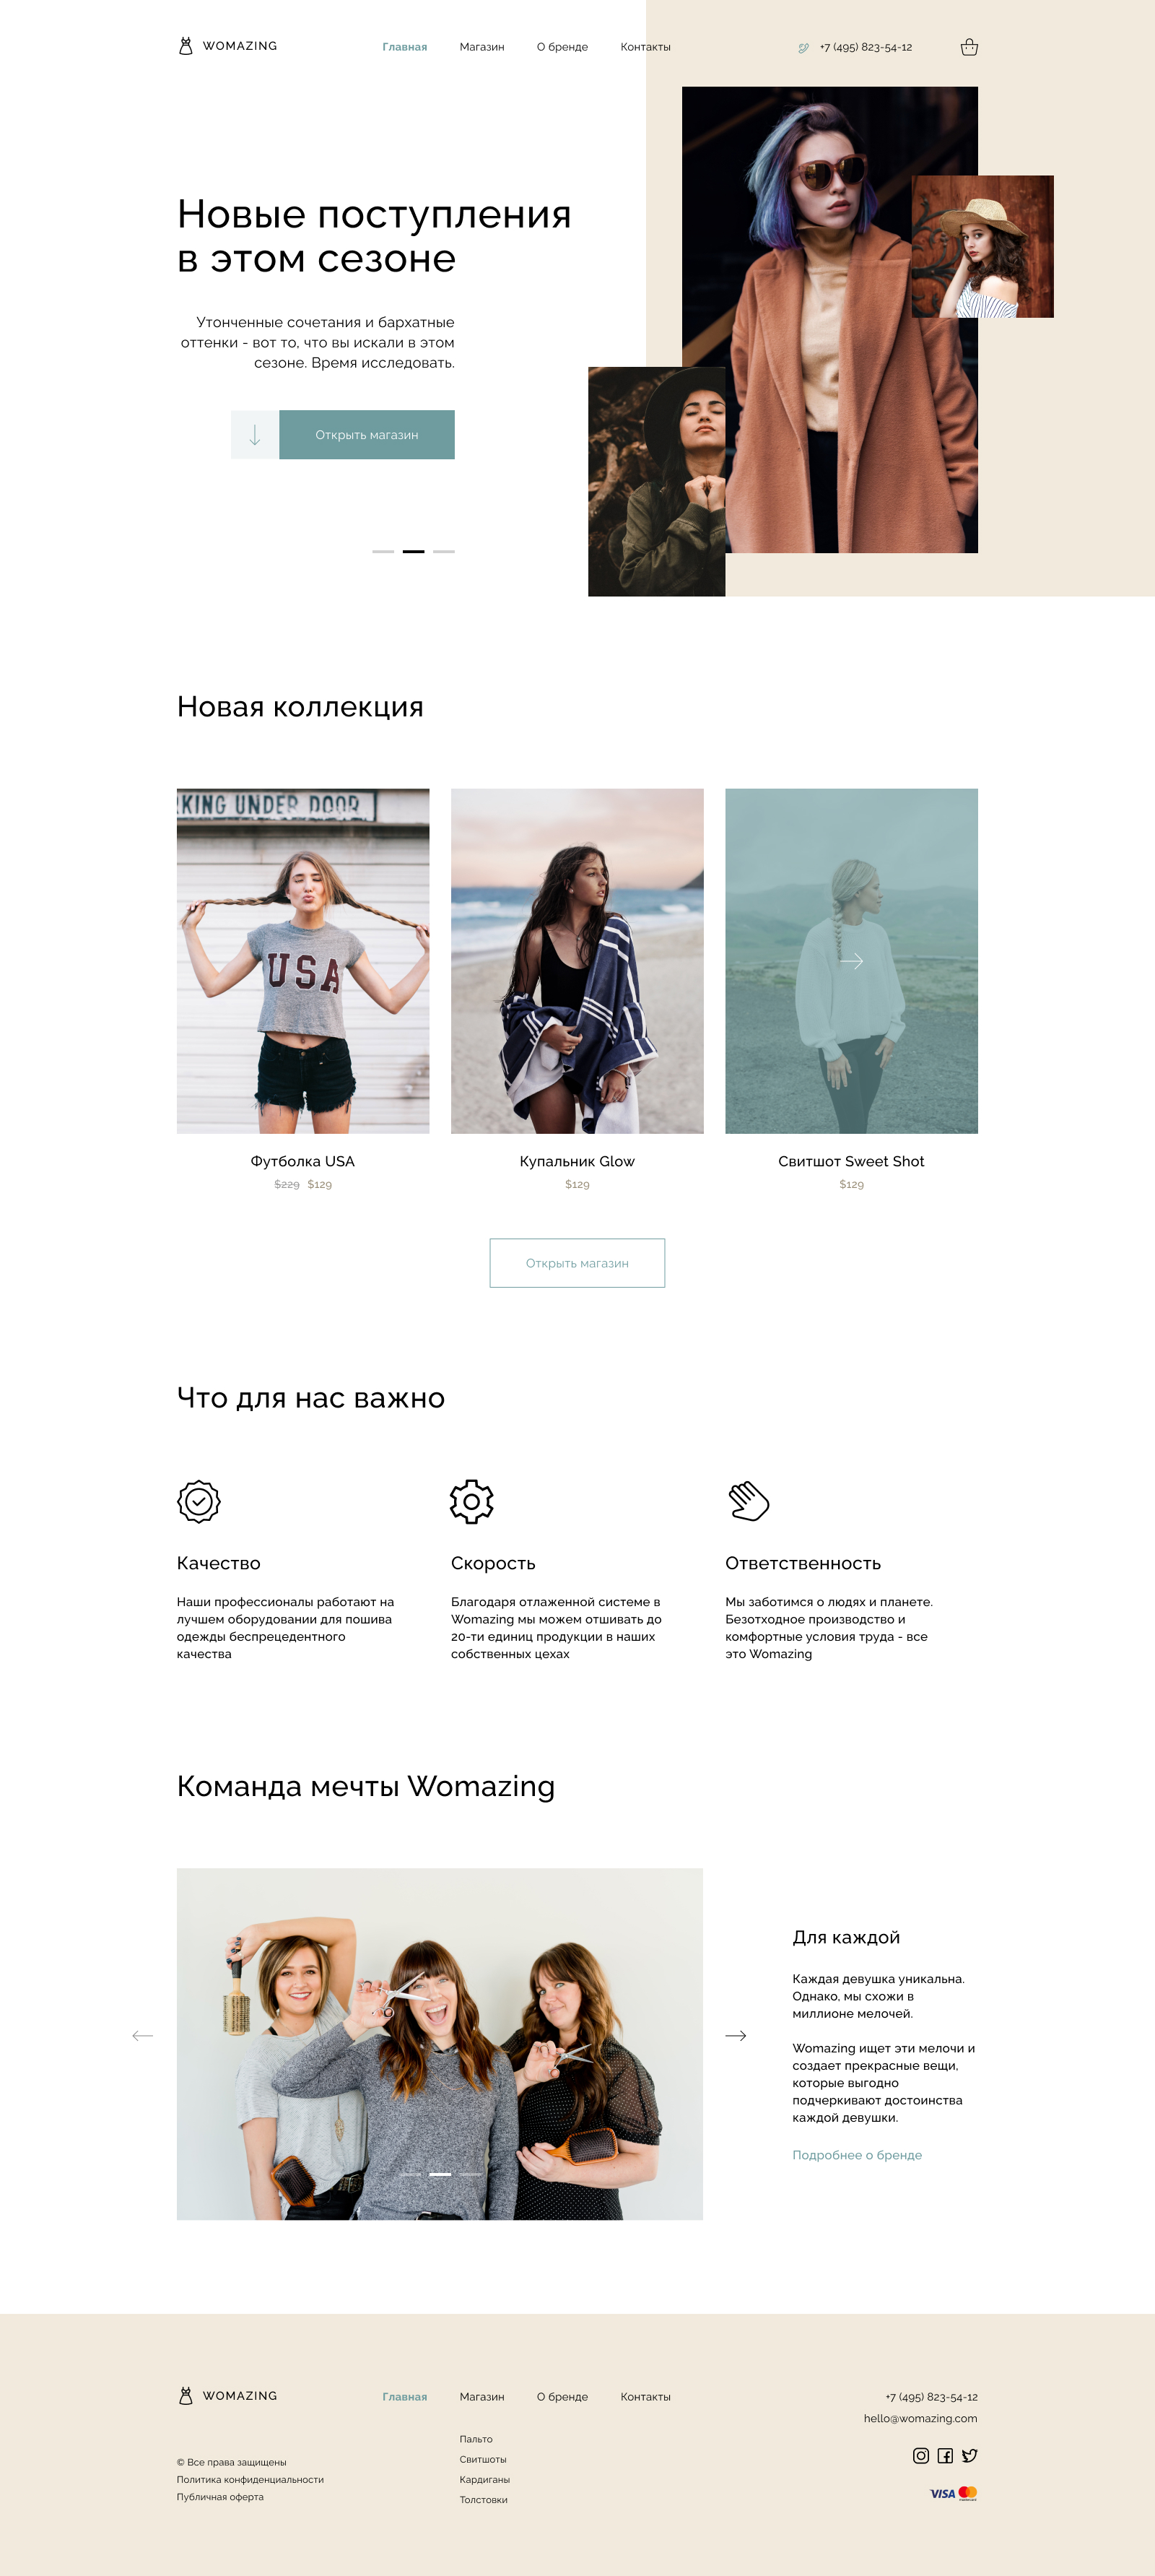 WOMAZING
Главная
Магазин
О бренде
Контакты
+7 (495) 823-54-12
Новые поступления
в этом сезоне
Утонченные сочетания и бархатные
оттенки - вот то, что вы искали в этом
сезоне. Время исследовать.
Открыть магазин
Новая коллекция
KING UNDER DOOR
USA
Футболка USA
$229 $129
Купальник Glow
$129
Свитшот Sweet Shot
$129
Открыть магазин
Что для нас важно
Качество
Наши профессионалы работают на
лучшем оборудовании для пошива
одежды беспрецедентного
качества
Скорость
Благодаря отлаженной системе в
Womazing мы можем отшивать до
20-ти единиц продукции в наших
собственных цехах
Ответственность
Мы заботимся о людях и планете.
Безотходное производство и
комфортные условия труда - все
это Womazing
Команда мечты Womazing
Для каждой
Каждая девушка уникальна.
Однако, мы схожи в
миллионе мелочей.
Womazing ищет эти мелочи и
создает прекрасные вещи,
которые выгодно
подчеркивают достоинства
каждой девушки.
Подробнее о бренде
WOMAZING
© Все права защищены
Политика конфиденциальности
Публичная оферта
Главная
Магазин
О бренде
Контакты
Пальто
Свитшоты
Кардиганы
Толстовки
+7 (495) 823-54-12
hello@womazing.com
VISA